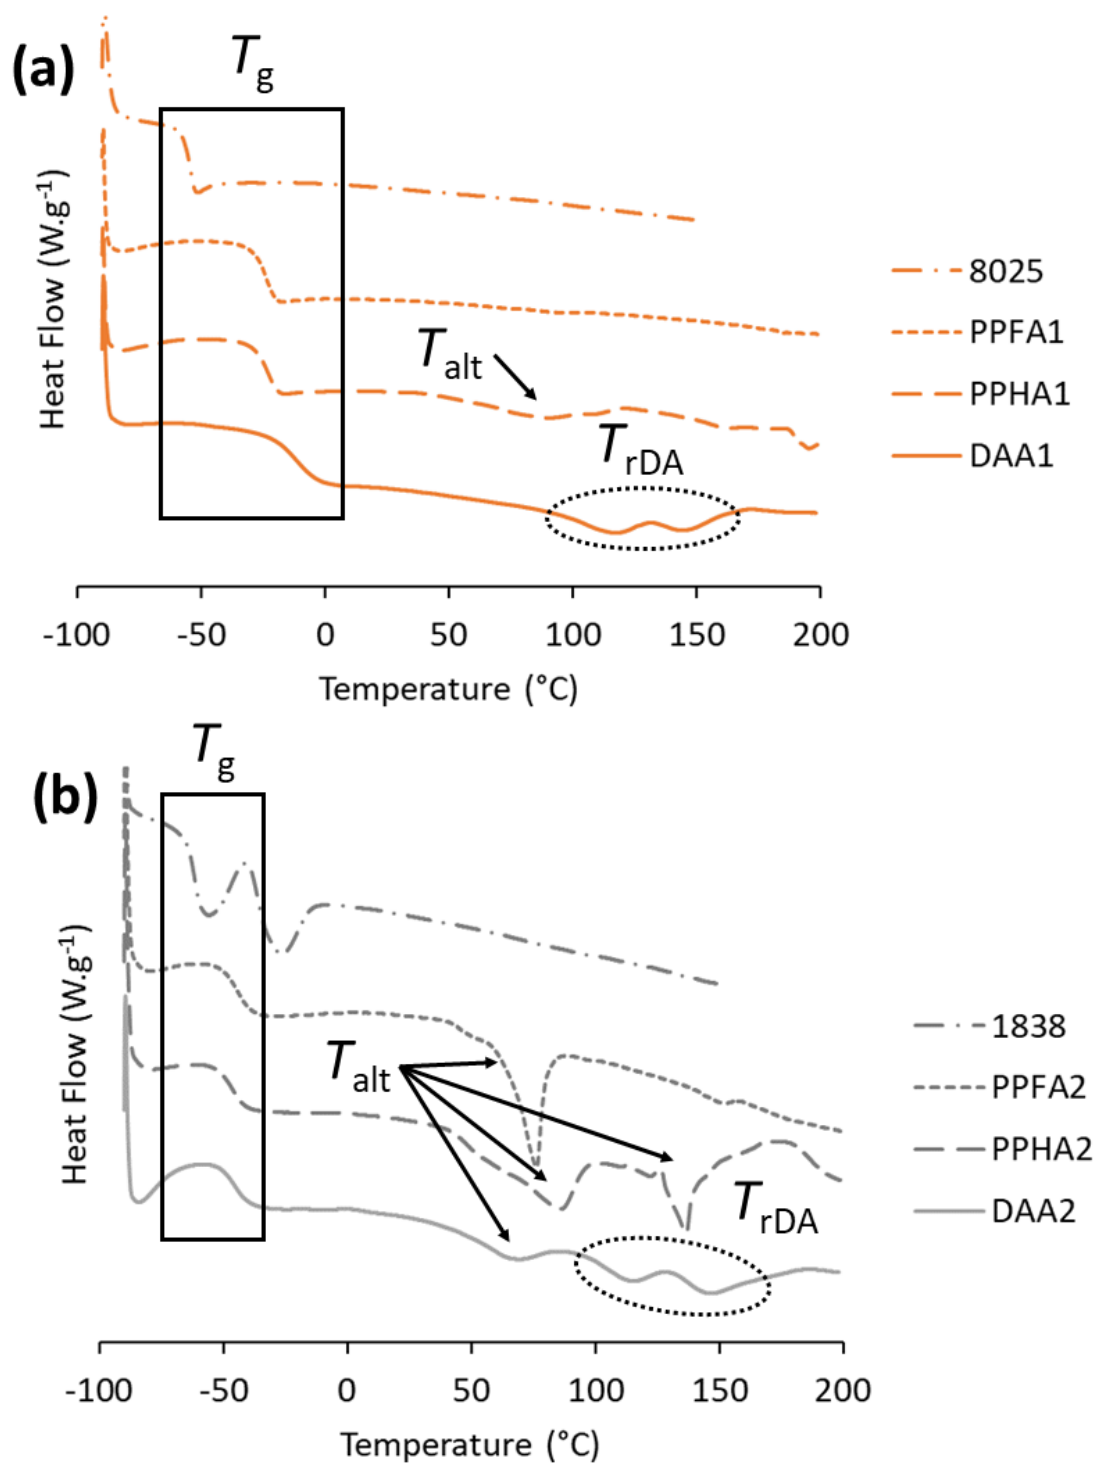 (a)
Tg
Heat Flow (W.g-1)
Talt
TrDA
8025
PPFA1
PPHA1
DAA1
-100 -50 0 50 100 150 200
Temperature (°C)
(b)
Tg
Heat Flow (W.g-1)
Talt
TrDA
1838
PPFA2
PPHA2
DAA2
-100 -50 0 50 100 150 200
Temperature (°C)